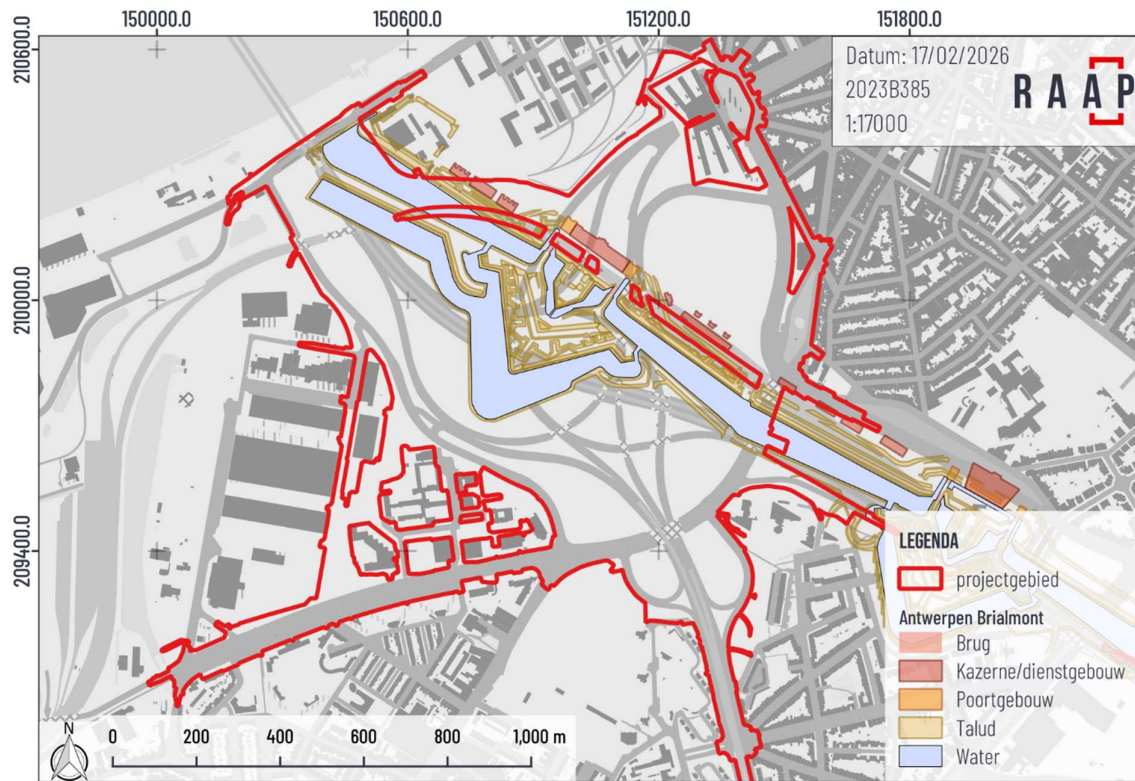 150000.0 150600.0 151200.0 151800.0
210600.0
210000.0
209400.0
Datum: 17/02/2026
2023B385
1:17000
RAAP
LEGENDA
projectgebied
Antwerpen Brialmont
Brug
Kazerne/dienstgebouw
Poortgebouw
Talud
Water
N
0 200 400 600 800 1,000 m